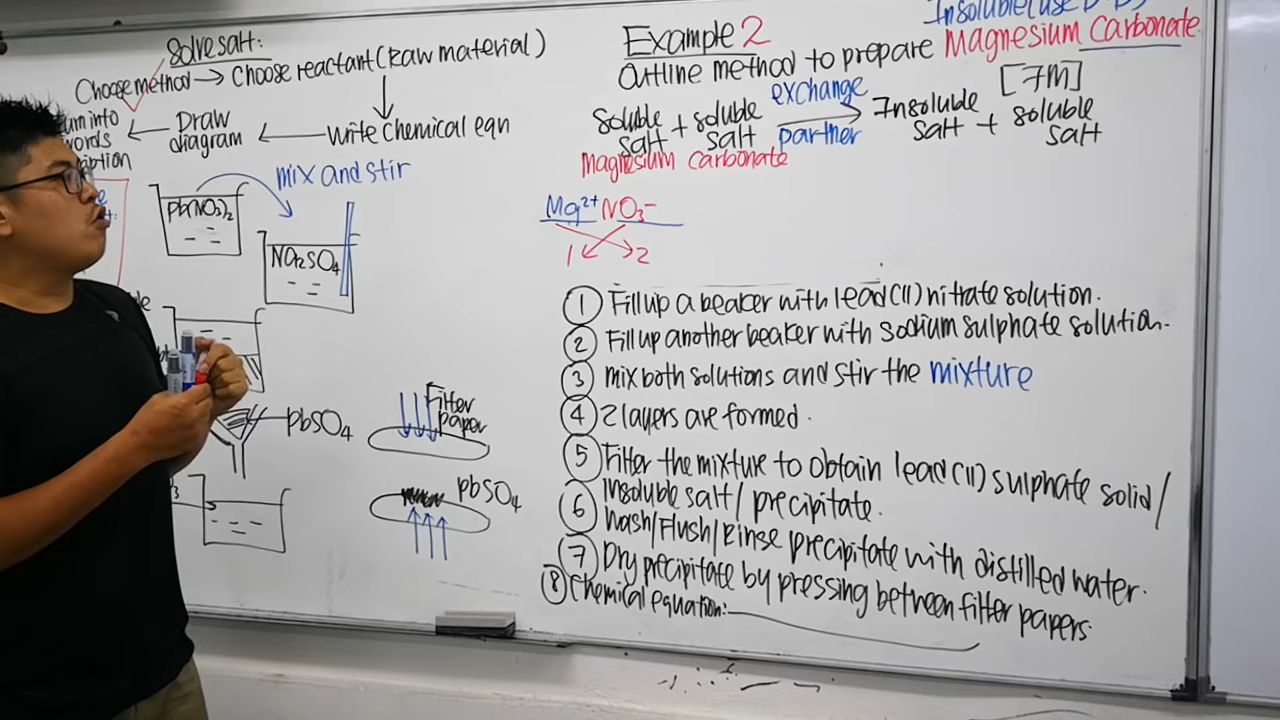 Solve salt:
Choose method → Choose reactant (Raw material)
Write Chemical eqn
Draw diagram
words
mix and stir
Pb(NO3)2
NO2SO4
PbSO4
Filter paper
PbSO4
Insoluble
Example 2
Outline method to prepare Magnesium Carbonate
[7M]
Soluble salt + soluble salt exchange partner → Insoluble salt + soluble salt
Magnesium carbonate
Mg2+ NO3-
1 2
① Fill up a beaker with lead(II) nitrate solution.
② Fill up another beaker with sodium sulphate solution.
③ mix both solutions and stir the mixture
④ 2 layers are formed.
⑤ Filter the mixture to obtain lead(II) sulphate solid/
Insoluble salt/precipitate.
⑥ Wash/Flush/Rinse precipitate with distilled water.
⑦ Dry precipitate by pressing between filter papers
⑧ Chemical equation: